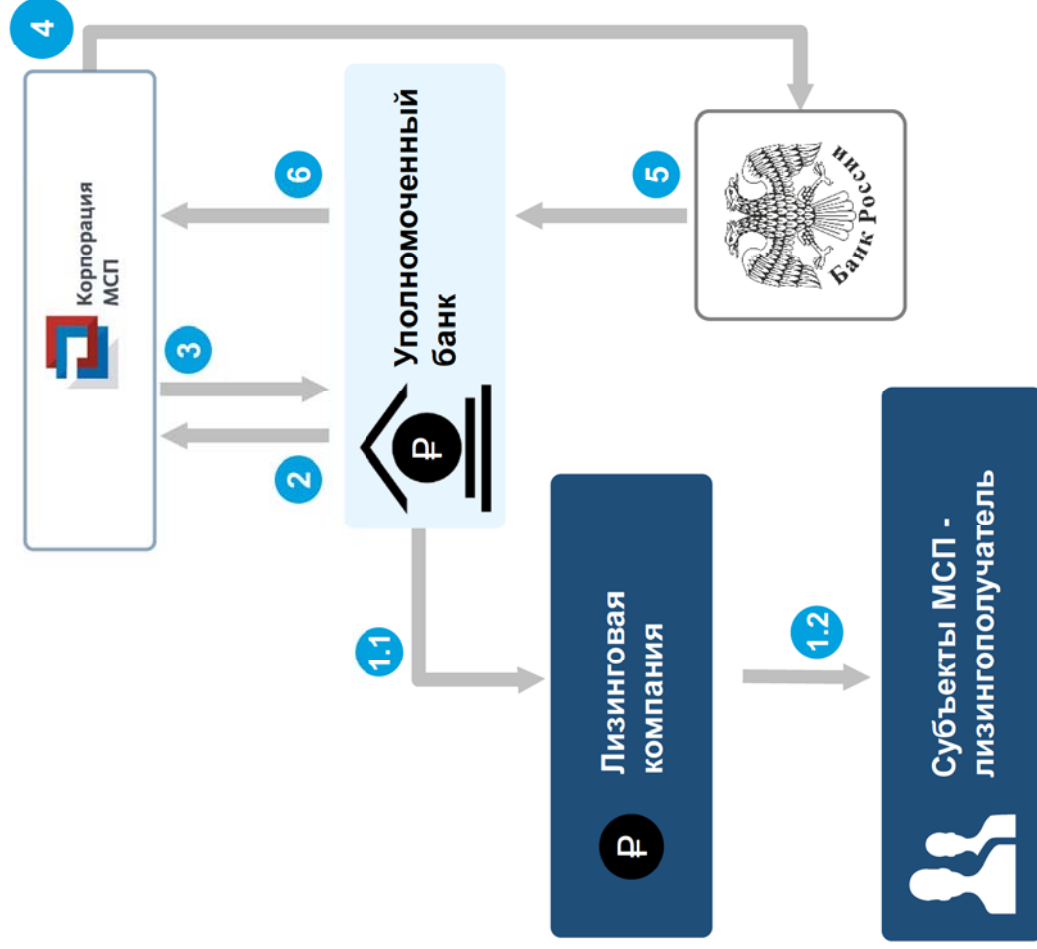 4
Корпорация
МСП
2
3
6
Уполномоченный
банк
₽
1.1
5
Банк России
Лизинговая
компания
₽
1.2
Субъекты МСП -
лизингополучатель